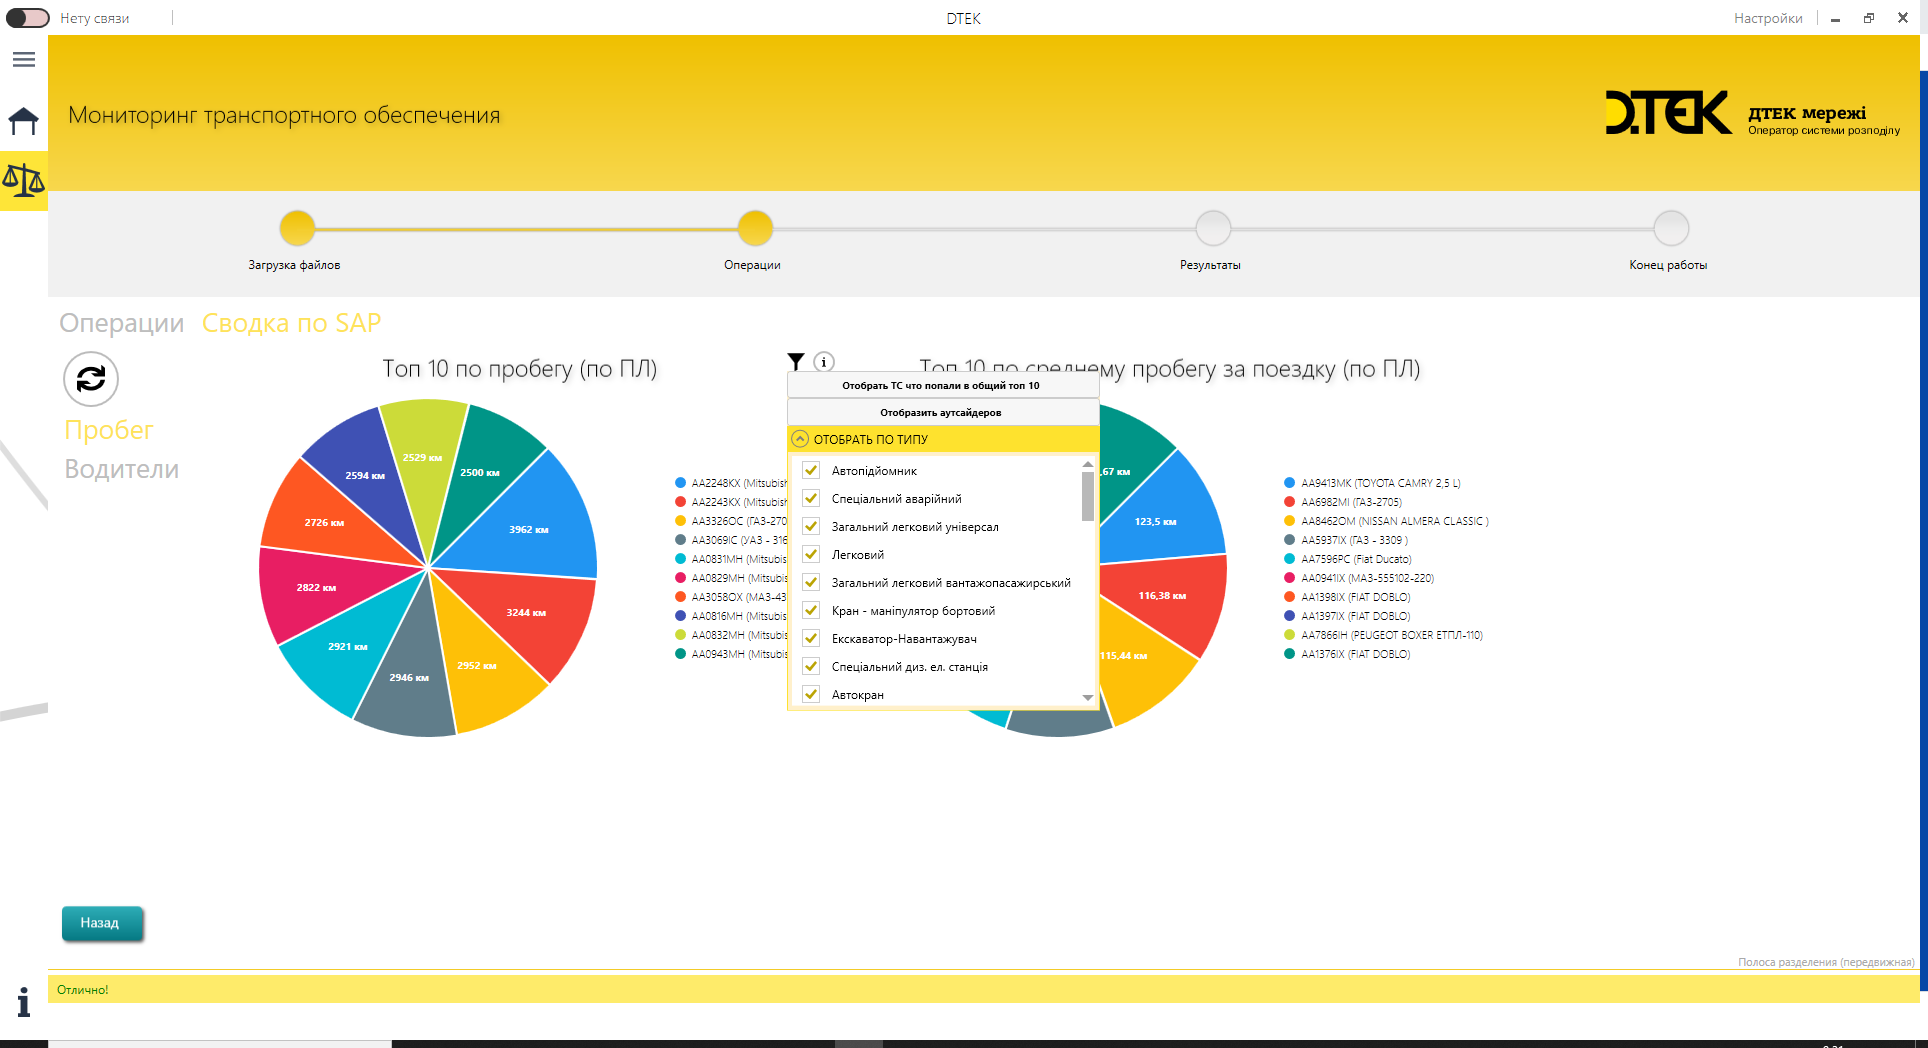 Нету связи
DTEK
Настройки
Мониторинг транспортного обеспечения
ДТЕК
ДТЕК мережі
Оператор системи розподілу
Загрузка файлов
Операции
Результаты
Конец работы
Операции Сводка по SAP
Топ 10 по пробегу (по ПЛ)
Топ 10 по среднему пробегу за поездку (по ПЛ)
Пробег
Водители
2529 км
2500 км
2594 км
3962 км
2726 км
2822 км
3244 км
2921 км
2952 км
2946 км
AA2248KX (Mitsubish
AA2243KX (Mitsubish
AA3326OC (ГАЗ-270
AA3069IC (УАЗ - 316
AA0831MH (Mitsubis
AA0829MH (Mitsubis
AA3058OX (МАЗ-43
AA0816MH (Mitsubis
AA0832MH (Mitsubis
AA0943MH (Mitsubis
Отобрать ТС что попали в общий топ 10
Отобразить аутсайдеров
ОТОБРАТЬ ПО ТИПУ
Автопідйомник
Спеціальний аварійний
Загальний легковий універсал
Легковий
Загальний легковий вантажопасажирський
Кран - маніпулятор бортовий
Екскаватор-Навантажувач
Спеціальний диз. ел. станція
Автокран
,67 км
123,5 км
116,38 км
115,44 км
AA9413MK (TOYOTA CAMRY 2,5 L)
AA6982MI (ГАЗ-2705)
AA8462OM (NISSAN ALMERA CLASSIC )
AA5937IX (ГАЗ - 3309 )
AA7596PC (Fiat Ducato)
AA0941IX (МАЗ-555102-220)
AA1398IX (FIAT DOBLO)
AA1397IX (FIAT DOBLO)
AA7866IH (PEUGEOT BOXER ЕТПЛ-110)
AA1376IX (FIAT DOBLO)
Назад
Полоса разделения (передвижная)
Отлично!